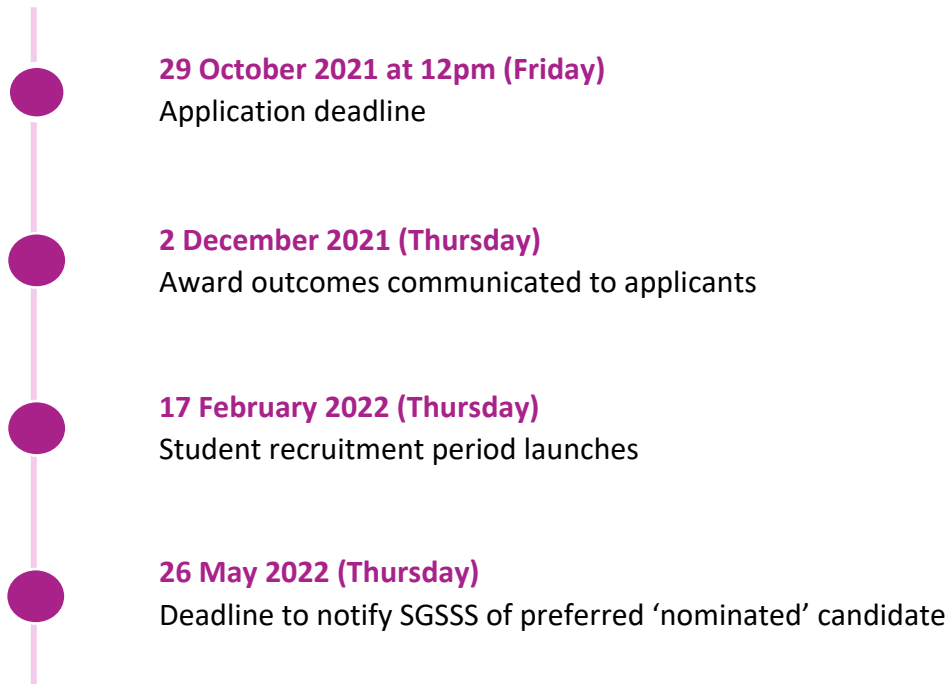 29 October 2021 at 12pm (Friday)
Application deadline
2 December 2021 (Thursday)
Award outcomes communicated to applicants
17 February 2022 (Thursday)
Student recruitment period launches
26 May 2022 (Thursday)
Deadline to notify SGSSS of preferred ‘nominated’ candidate